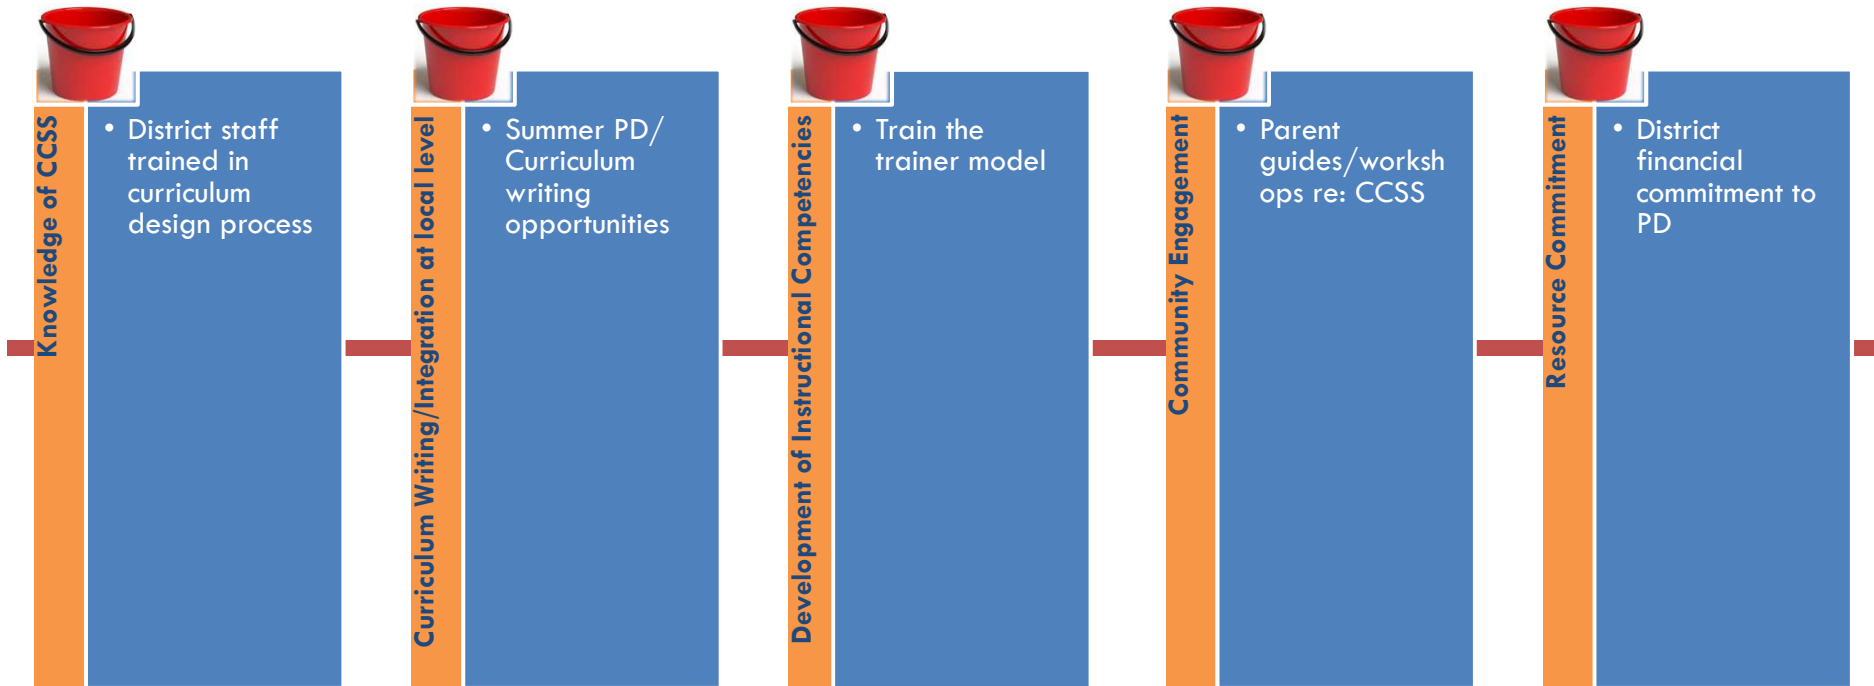 Knowledge of CCSS
• District staff
trained in
curriculum
design process
Curriculum Writing/Integration at local level
• Summer PD/
Curriculum
writing
opportunities
Development of Instructional Competencies
• Train the
trainer model
Community Engagement
• Parent
guides/worksh
ops re: CCSS
Resource Commitment
• District
financial
commitment to
PD